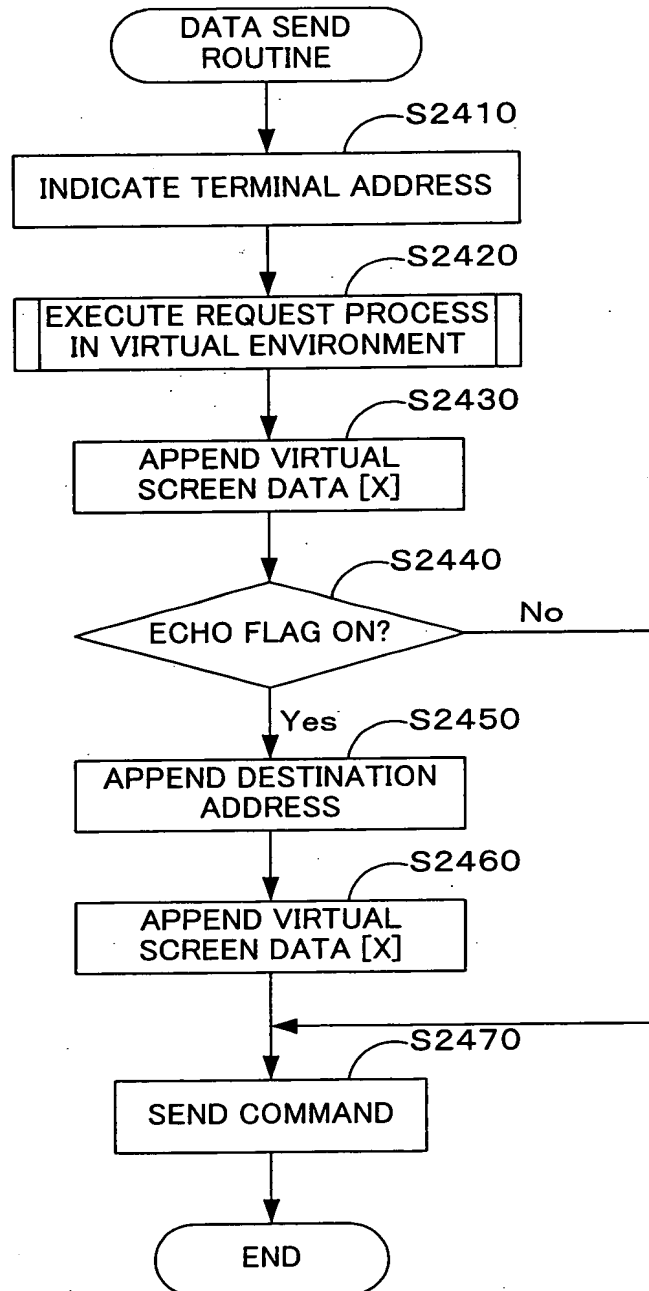 DATA SEND
ROUTINE
S2410
INDICATE TERMINAL ADDRESS
S2420
EXECUTE REQUEST PROCESS
IN VIRTUAL ENVIRONMENT
S2430
APPEND VIRTUAL
SCREEN DATA [X]
S2440
ECHO FLAG ON?
No
Yes
S2450
APPEND DESTINATION
ADDRESS
S2460
APPEND VIRTUAL
SCREEN DATA [X]
S2470
SEND COMMAND
END